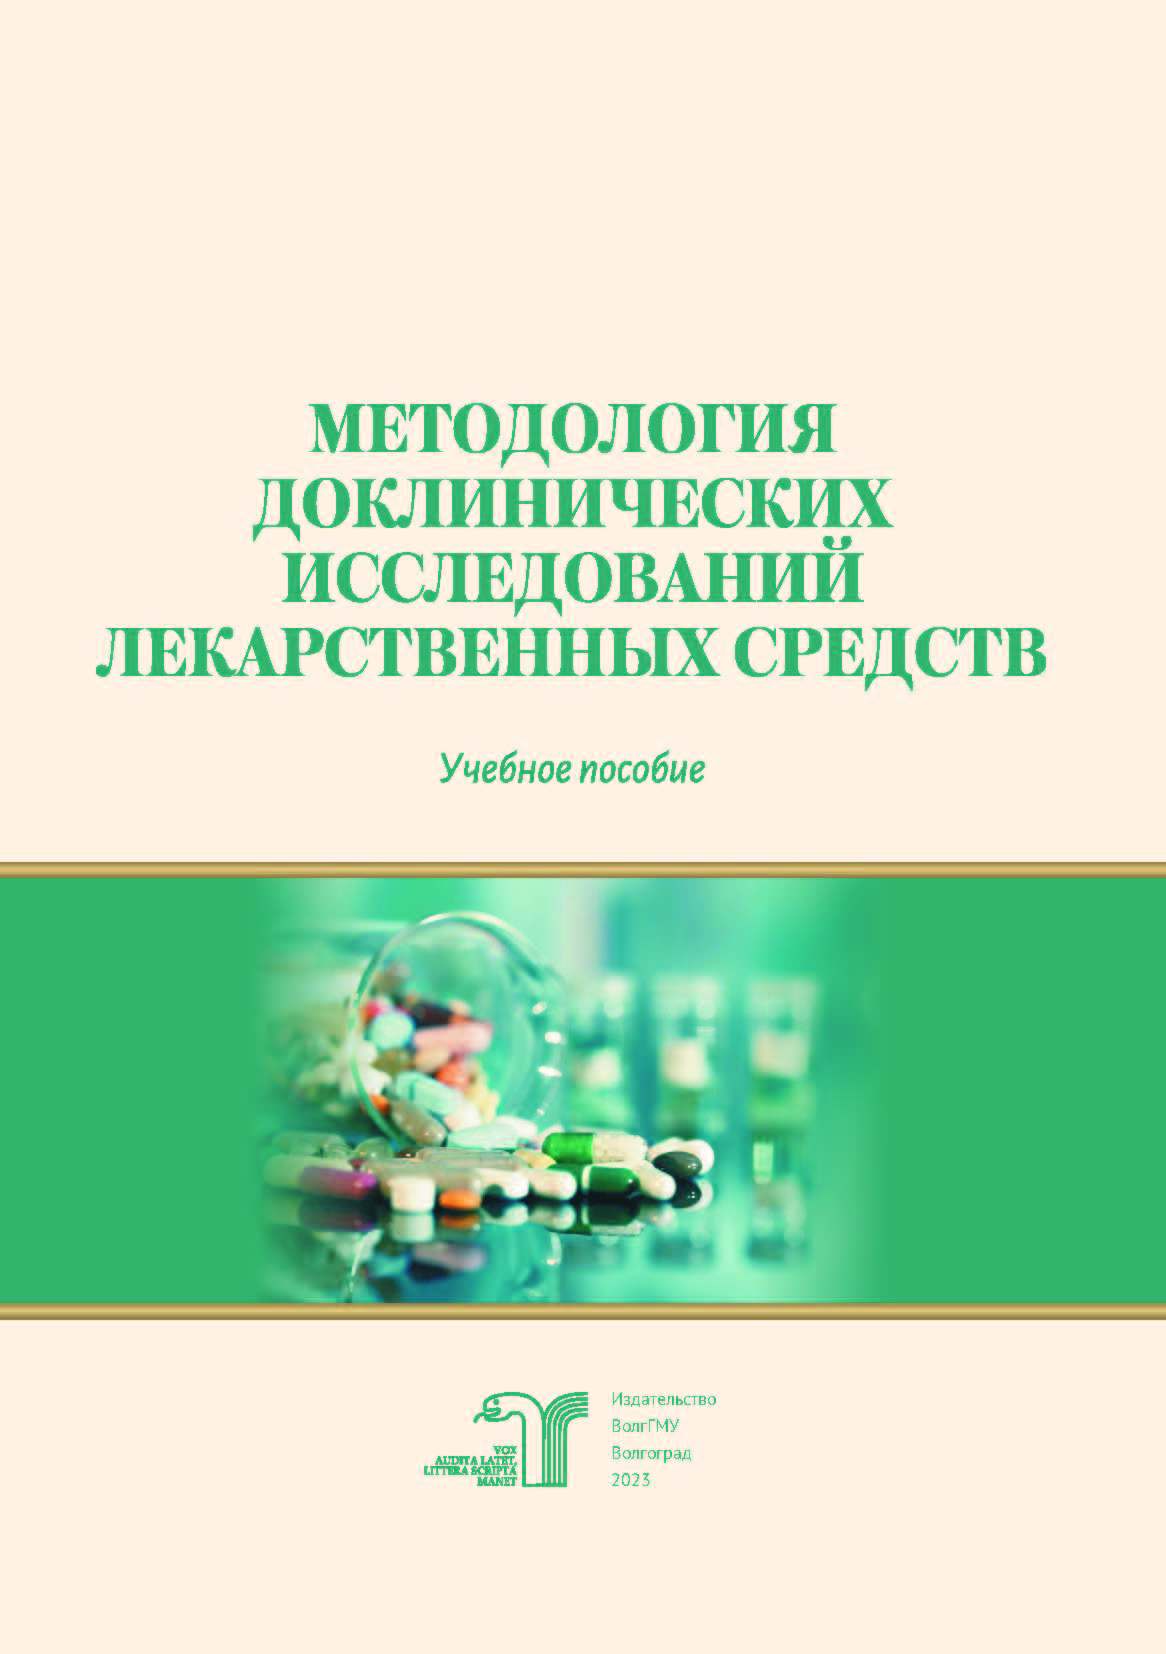 МЕТОДОЛОГИЯ
ДОКЛИНИЧЕСКИХ
ИССЛЕДОВАНИЙ
ЛЕКАРСТВЕННЫХ СРЕДСТВ
Учебное пособие
VOX
AUDITA LATET,
LITTERA SCRIPTA
MANET
Издательство
ВолгГМУ
Волгоград
2023